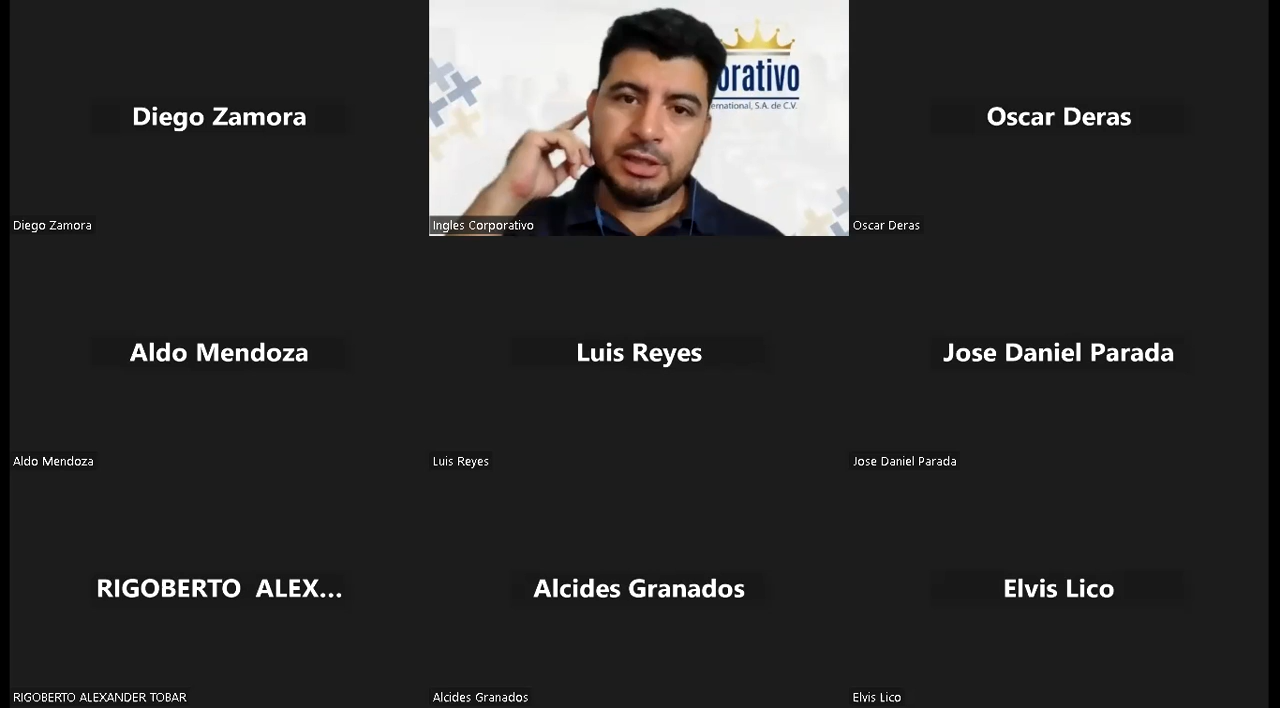 Diego Zamora
Diego Zamora
orativo
ernational, S.A. de C.V.
Ingles Corporativo
Oscar Deras
Oscar Deras
Aldo Mendoza
Aldo Mendoza
Luis Reyes
Luis Reyes
Jose Daniel Parada
Jose Daniel Parada
RIGOBERTO ALEX...
RIGOBERTO ALEXANDER TOBAR
Alcides Granados
Alcides Granados
Elvis Lico
Elvis Lico